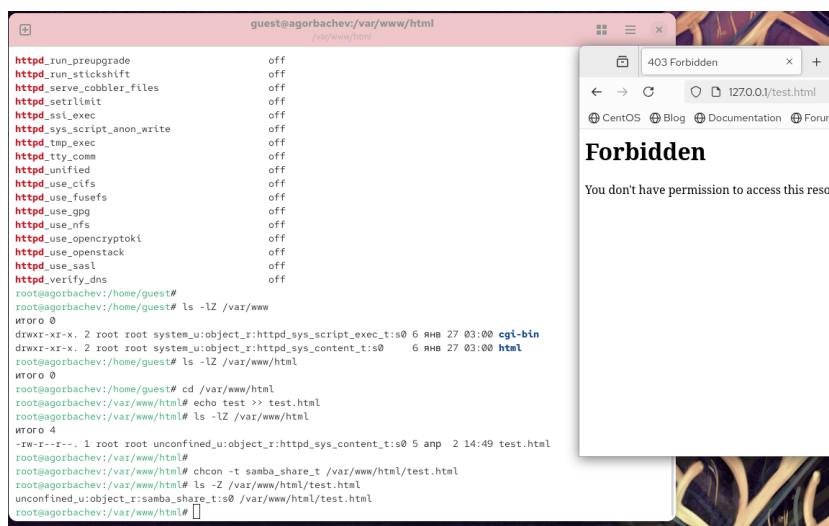 guest@agorbachev:/var/www/html
/var/www/html
httpd_run_preupgrade off
httpd_run_stickshift off
httpd_serve_cobbler_files off
httpd_setrlimit off
httpd_ssi_exec off
httpd_sys_script_anon_write off
httpd_tmp_exec off
httpd_tty_comm off
httpd_unified off
httpd_use_cifs off
httpd_use_fusefs off
httpd_use_gpg off
httpd_use_nfs off
httpd_use_opencryptoki off
httpd_use_openstack off
httpd_use_sasl off
httpd_verify_dns off
root@agorbachev:/home/guest#
root@agorbachev:/home/guest# ls -lZ /var/www
итого 0
drwxr-xr-x. 2 root root system_u:object_r:httpd_sys_script_exec_t:s0 6 янв 27 03:00 cgi-bin
drwxr-xr-x. 2 root root system_u:object_r:httpd_sys_content_t:s0 6 янв 27 03:00 html
root@agorbachev:/home/guest# ls -lZ /var/www/html
итого 0
root@agorbachev:/home/guest# cd /var/www/html
root@agorbachev:/var/www/html# echo test >> test.html
root@agorbachev:/var/www/html# ls -lZ /var/www/html
итого 4
-rw-r--r--. 1 root root unconfined_u:object_r:httpd_sys_content_t:s0 5 апр 2 14:49 test.html
root@agorbachev:/var/www/html#
root@agorbachev:/var/www/html# chcon -t samba_share_t /var/www/html/test.html
root@agorbachev:/var/www/html# ls -Z /var/www/html/test.html
unconfined_u:object_r:samba_share_t:s0 /var/www/html/test.html
root@agorbachev:/var/www/html#
403 Forbidden
127.0.0.1/test.html
CentOS Blog Documentation Forum
Forbidden
You don't have permission to access this reso